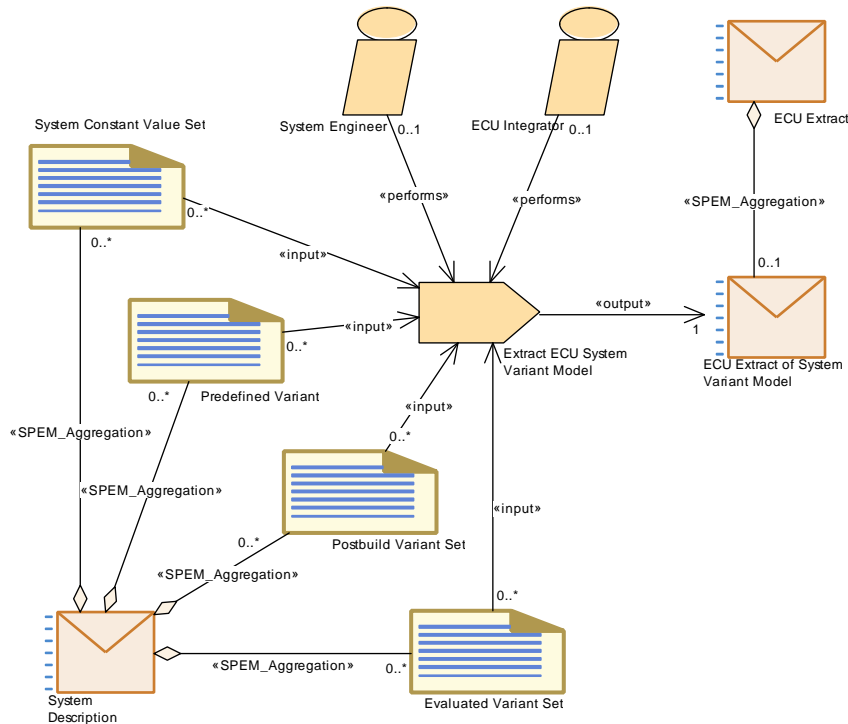 System Constant Value Set
System Engineer
0..1
ECU Integrator
0..1
ECU Extract
«performs»
«performs»
«SPEM_Aggregation»
0..*
0..*
«input»
0..1
«output»
1
«input»
0..*
Extract ECU System
Variant Model
ECU Extract of System
Variant Model
0..*
Predefined Variant
«input»
«SPEM_Aggregation»
0..*
«SPEM_Aggregation»
«input»
0..*
Postbuild Variant Set
«SPEM_Aggregation»
0..*
«SPEM_Aggregation»
0..*
System
Description
Evaluated Variant Set